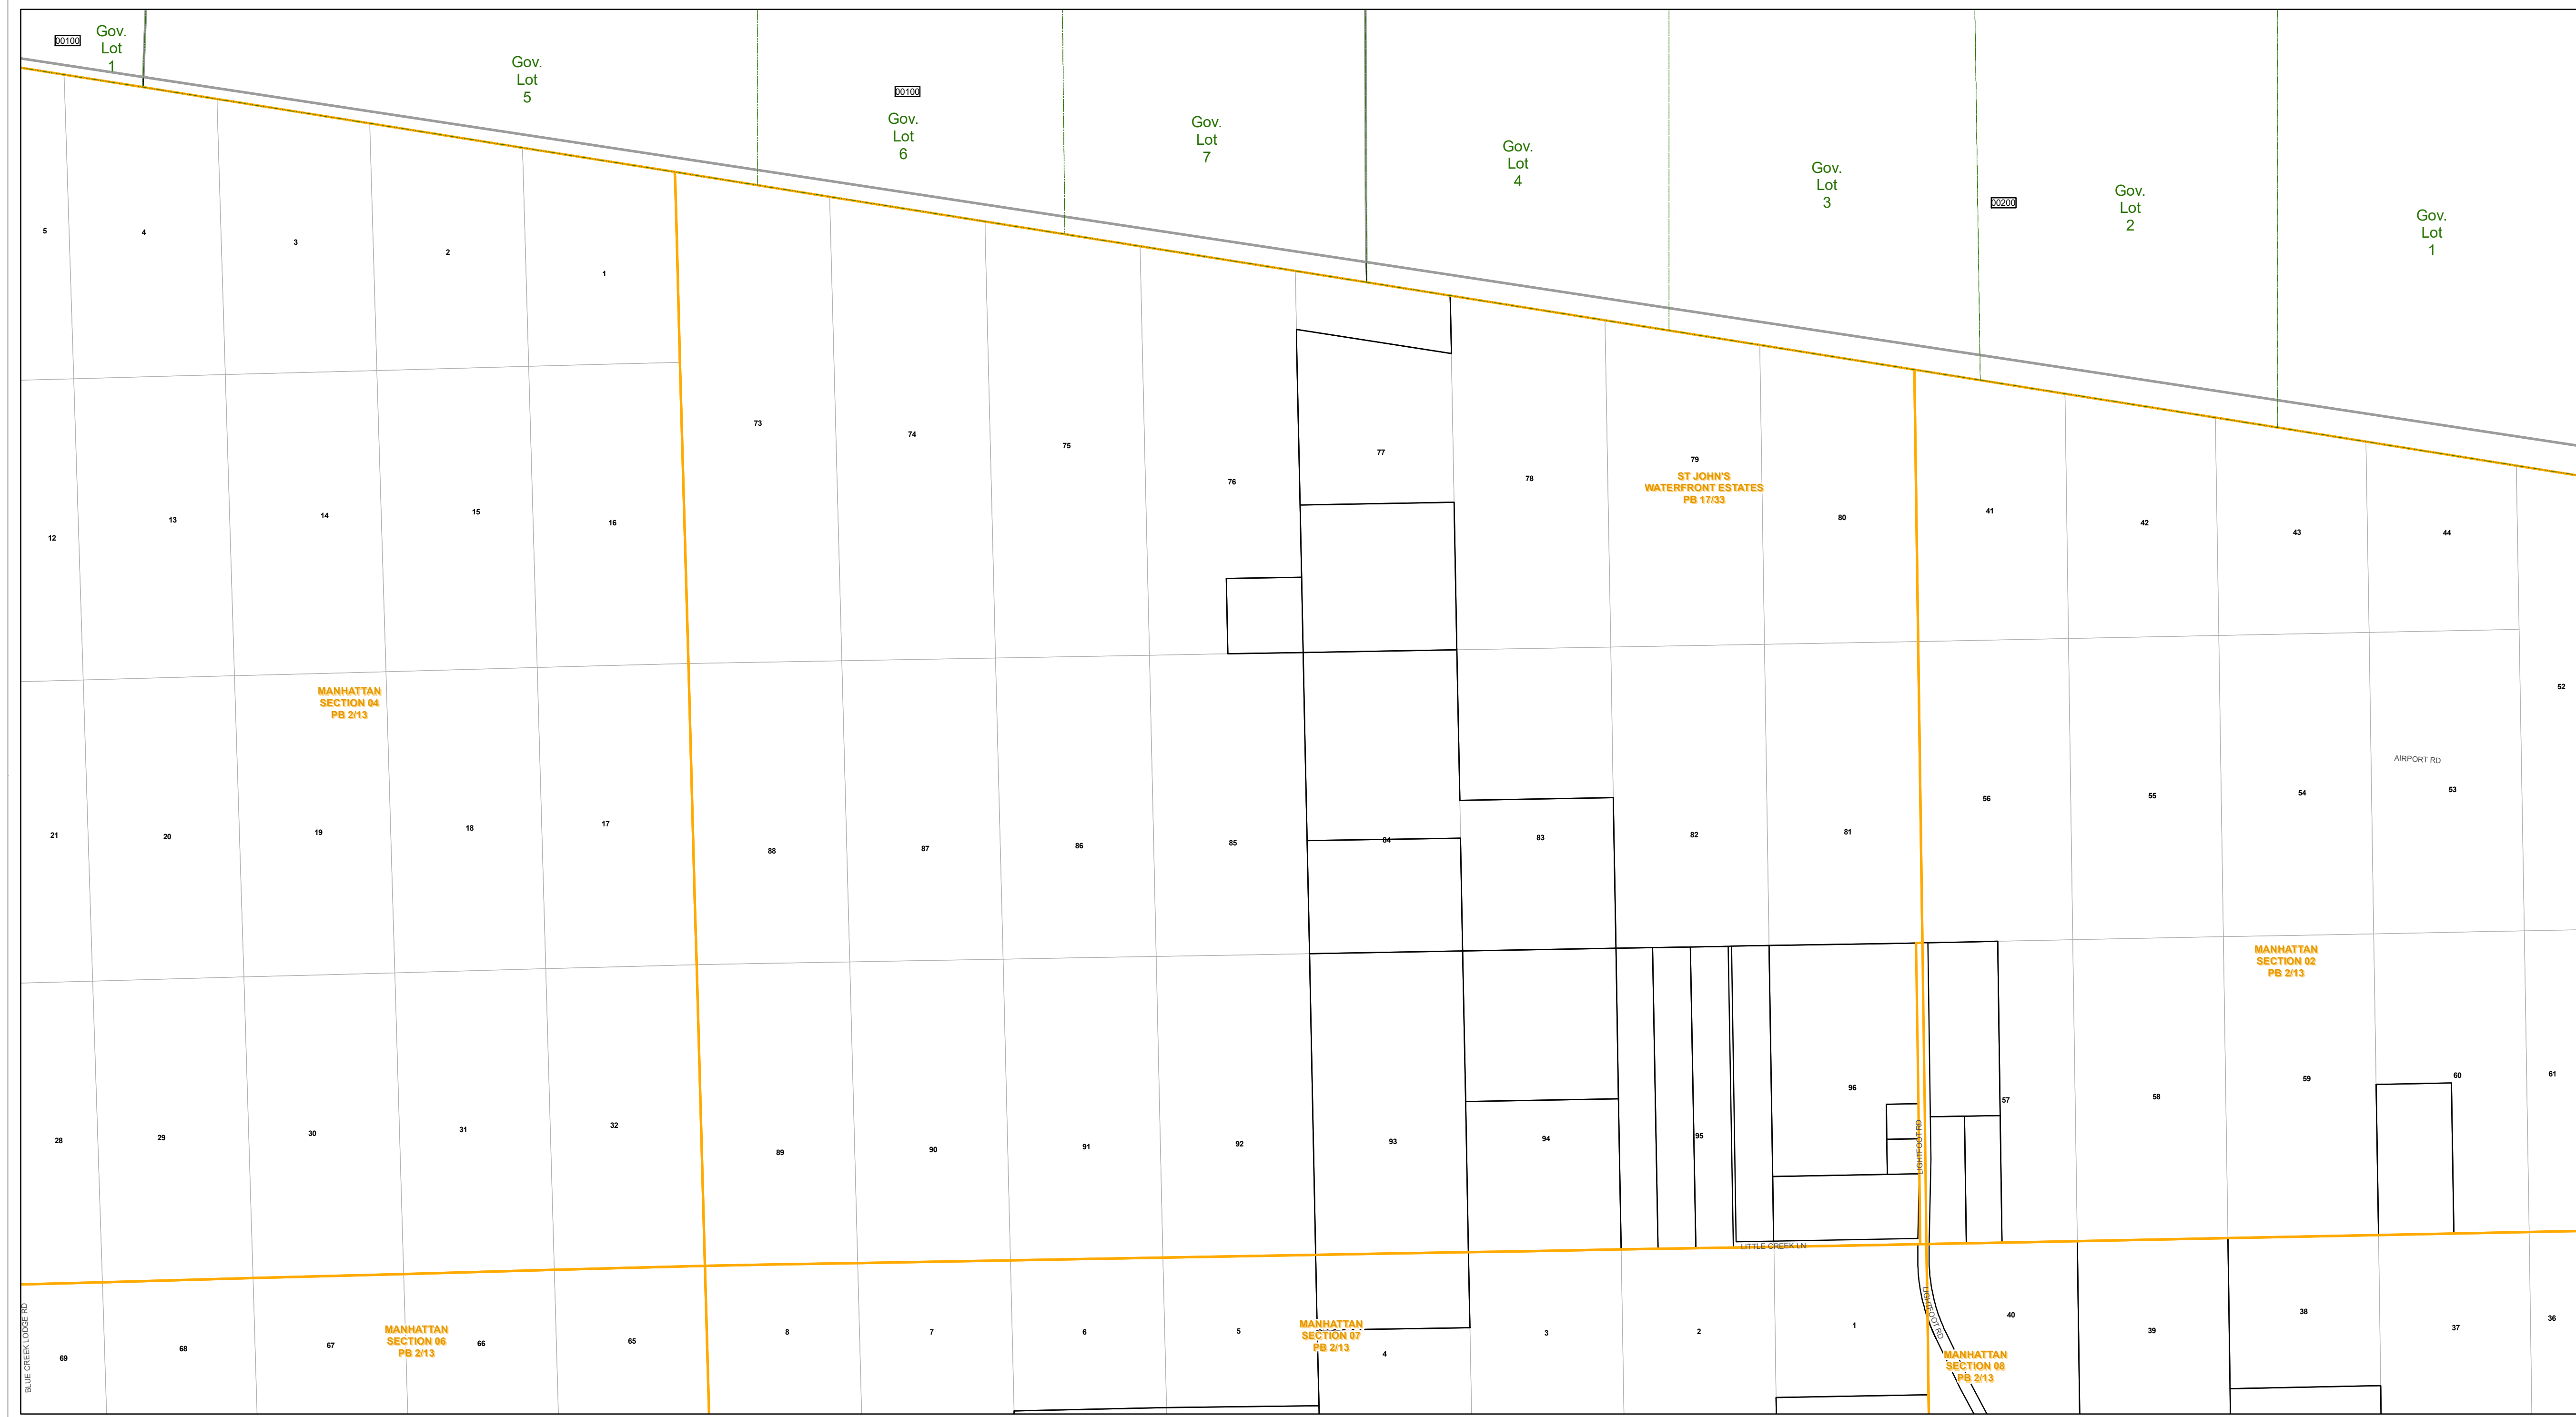 00100
Gov.
Lot
1
Gov.
Lot
5
00100
Gov.
Lot
6
Gov.
Lot
7
Gov.
Lot
4
Gov.
Lot
3
00200
Gov.
Lot
2
Gov.
Lot
1
5
4
3
2
1
73
74
75
76
77
78
79
ST JOHN'S
WATERFRONT ESTATES
PB 17/33
80
41
42
43
44
12
13
14
15
16
MANHATTAN
SECTION 04
PB 2/13
52
AIRPORT RD
21
20
19
18
17
88
87
86
85
84
83
82
81
56
55
54
53
MANHATTAN
SECTION 02
PB 2/13
28
29
30
31
32
89
90
91
92
93
94
95
96
LIGHTFOOT RD
57
58
59
60
61
LITTLE CREEK LN
BLUE CREEK LODGE RD
69
68
67
MANHATTAN
SECTION 06
PB 2/13
66
65
8
7
6
5
MANHATTAN
SECTION 07
PB 2/13
4
3
2
1
LIGHTFOOT RD
40
MANHATTAN
SECTION 08
PB 2/13
39
38
37
36